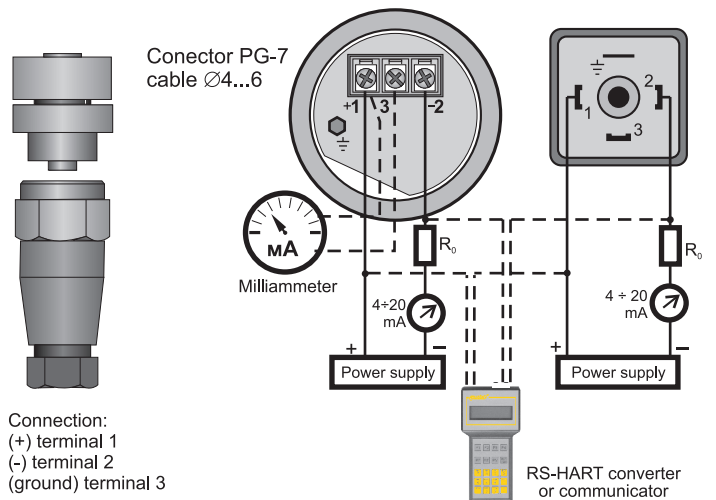 Conector PG-7
cable Ø4...6
+1 3 –2
mA
Milliammeter
R₀
4÷20
mA
+ –
Power supply
1
2
3
R₀
4 ÷ 20
mA
+ –
Power supply
Connection:
(+) terminal 1
(-) terminal 2
(ground) terminal 3
RS-HART converter
or communicator